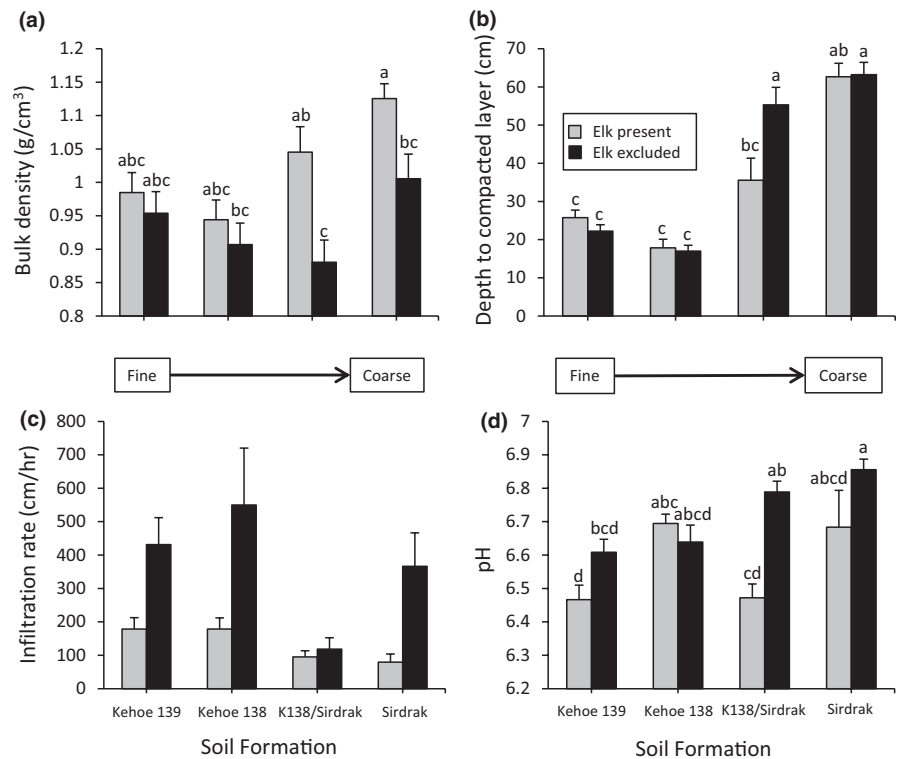 (a)
Bulk density (g/cm³)
1.2
1.15
1.1
1.05
1
0.95
0.9
0.85
0.8
abc
abc
abc
bc
ab
c
a
bc
(b)
Depth to compacted layer (cm)
70
60
50
40
30
20
10
0
Elk present
Elk excluded
c
c
c
c
bc
a
ab
a
Fine
Coarse
Fine
Coarse
(c)
Infiltration rate (cm/hr)
800
700
600
500
400
300
200
100
0
Kehoe 139
Kehoe 138
K138/Sirdrak
Sirdrak
Soil Formation
(d)
pH
7
6.9
6.8
6.7
6.6
6.5
6.4
6.3
6.2
d
bcd
abc
abcd
cd
ab
abcd
a
Kehoe 139
Kehoe 138
K138/Sirdrak
Sirdrak
Soil Formation